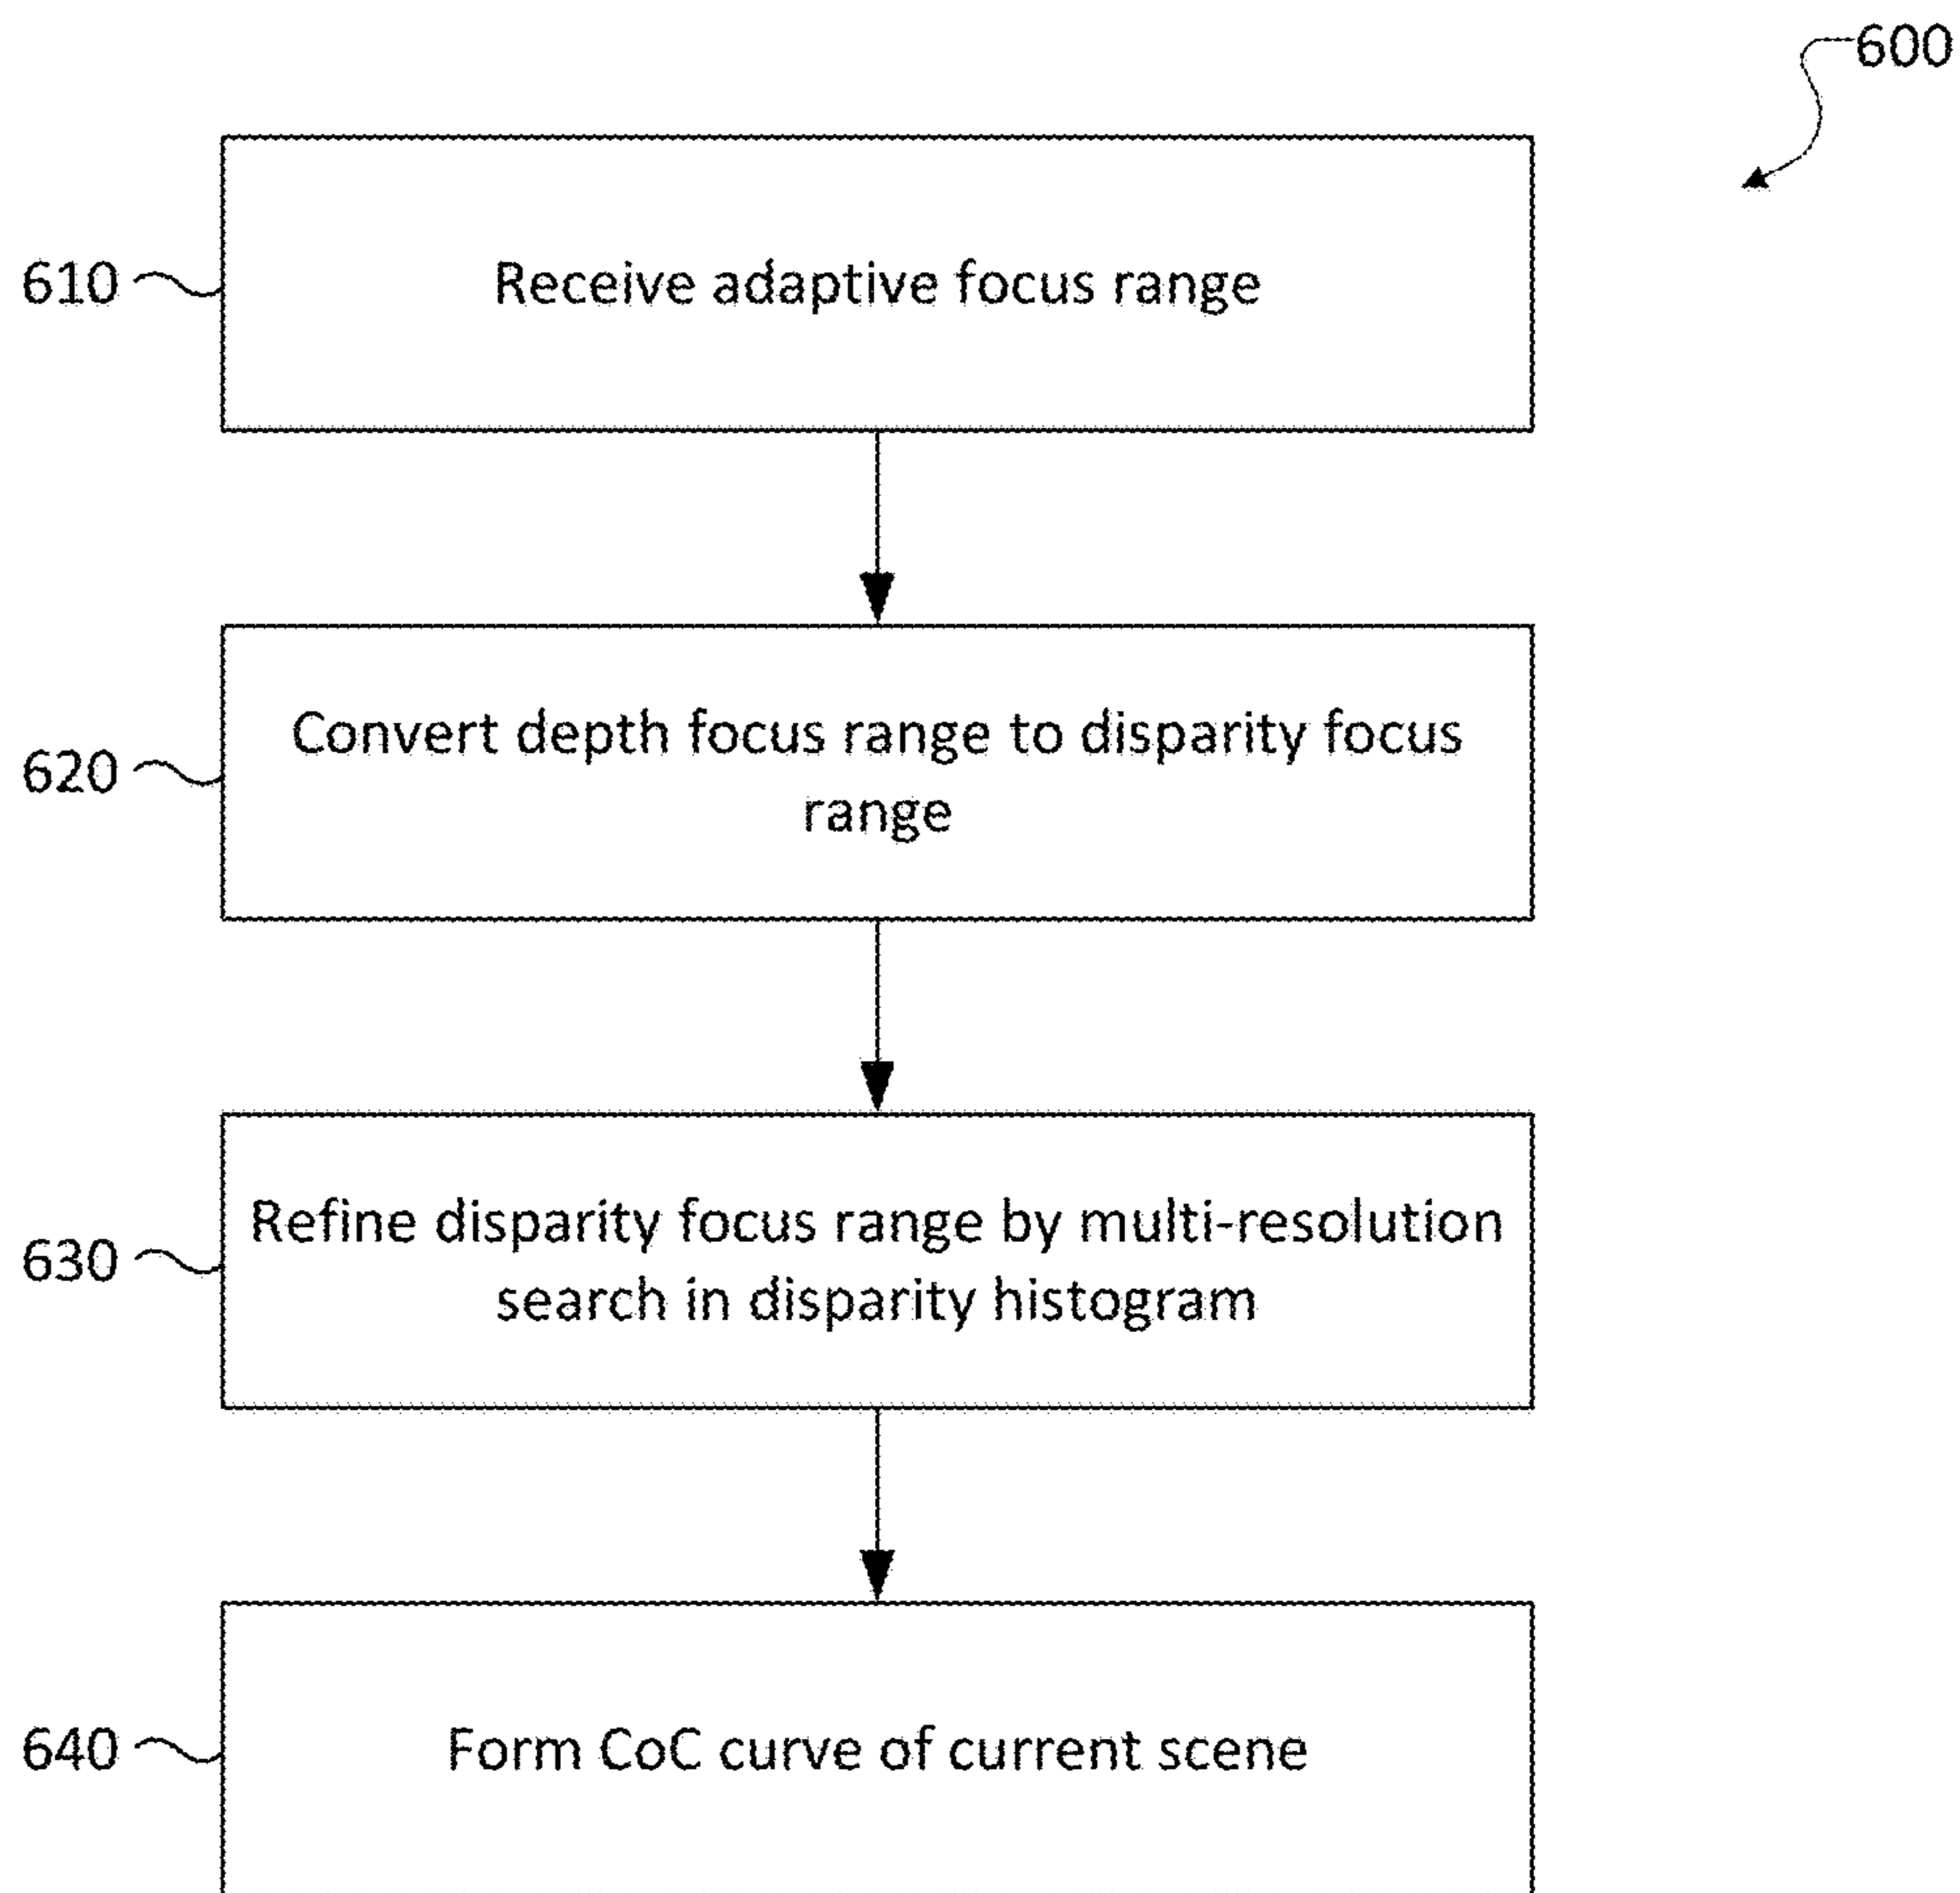 600
610
Receive adaptive focus range
620
Convert depth focus range to disparity focus
range
630
Refine disparity focus range by multi-resolution
search in disparity histogram
640
Form CoC curve of current scene